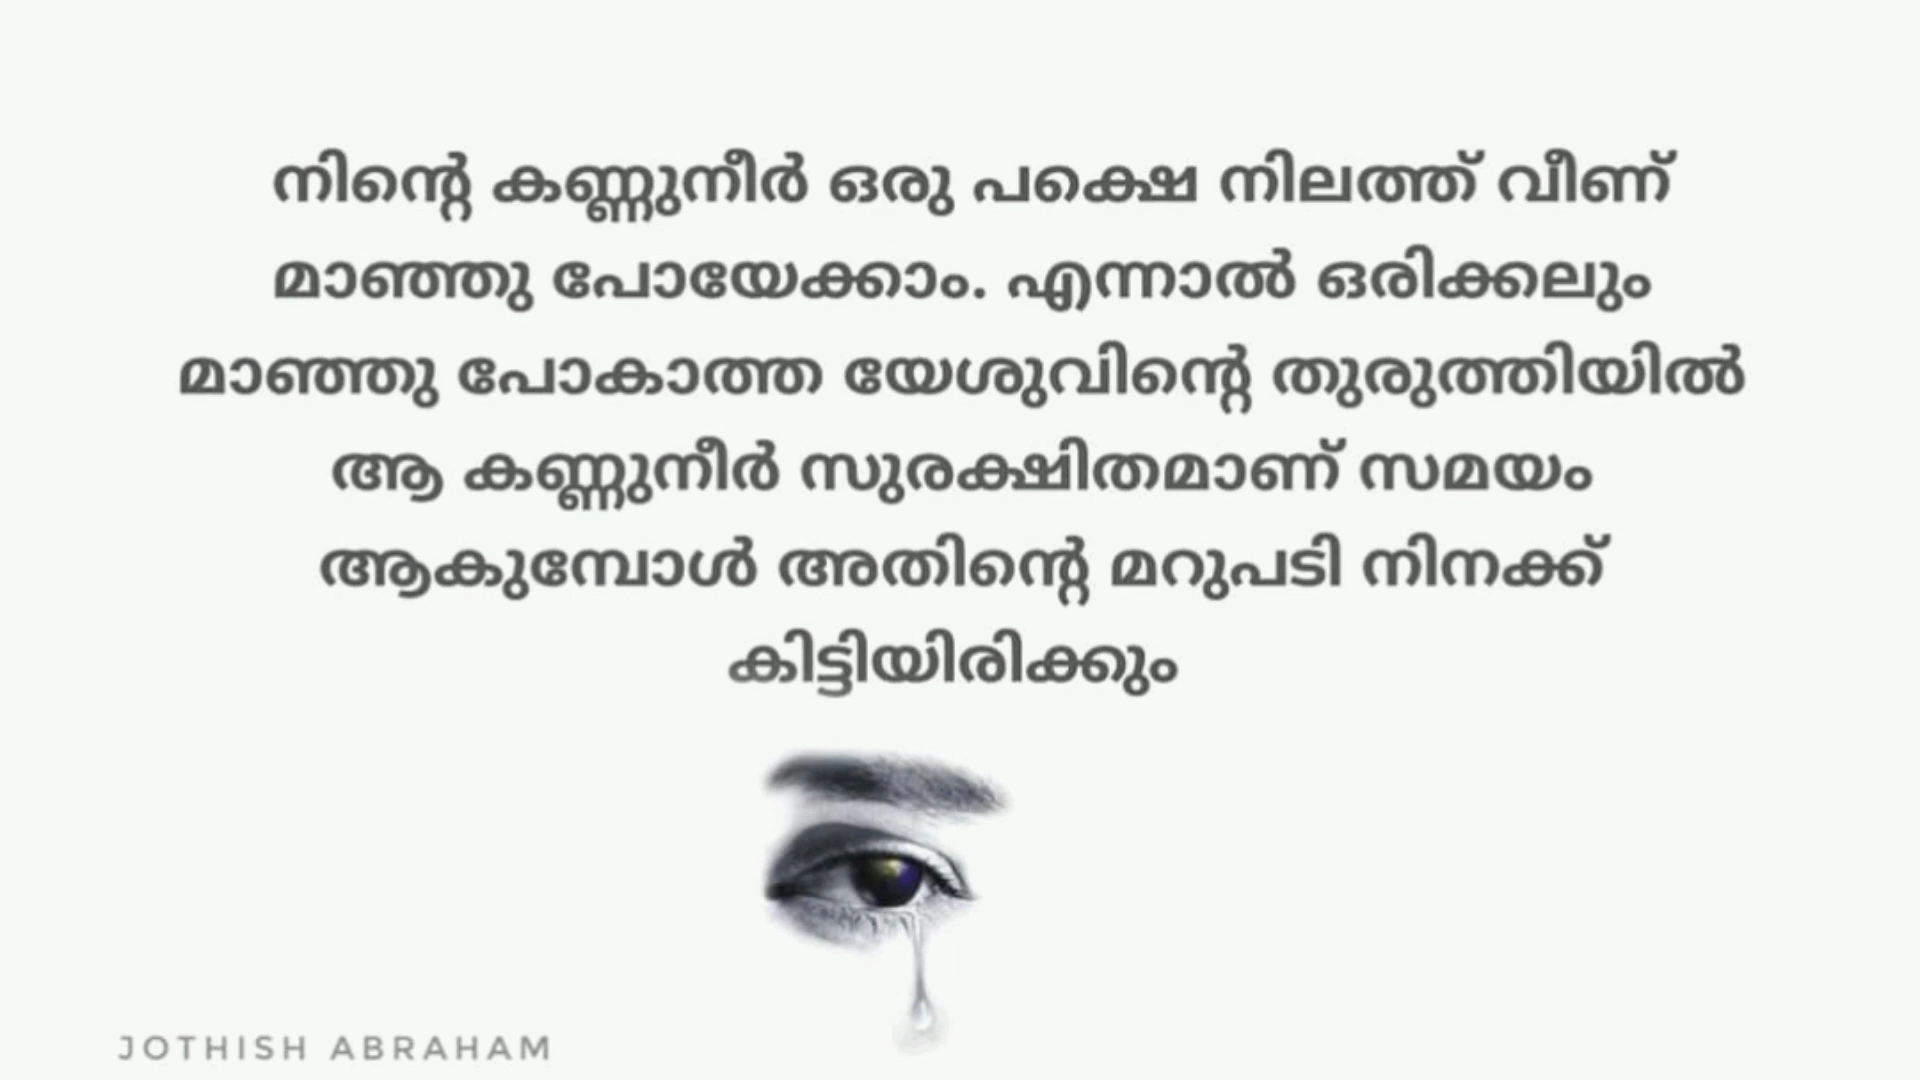 നിന്റെ കണ്ണുനീർ ഒരു പക്ഷെ നിലത്ത് വീണ്
മാഞ്ഞു പോയേക്കാം. എന്നാൽ ഒരിക്കലും
മാഞ്ഞു പോകാത്ത യേശുവിന്റെ തുരുത്തിയിൽ
ആ കണ്ണുനീർ സുരക്ഷിതമാണ് സമയം
ആകുമ്പോൾ അതിന്റെ മറുപടി നിനക്ക്
കിട്ടിയിരിക്കും
JOTHISH ABRAHAM